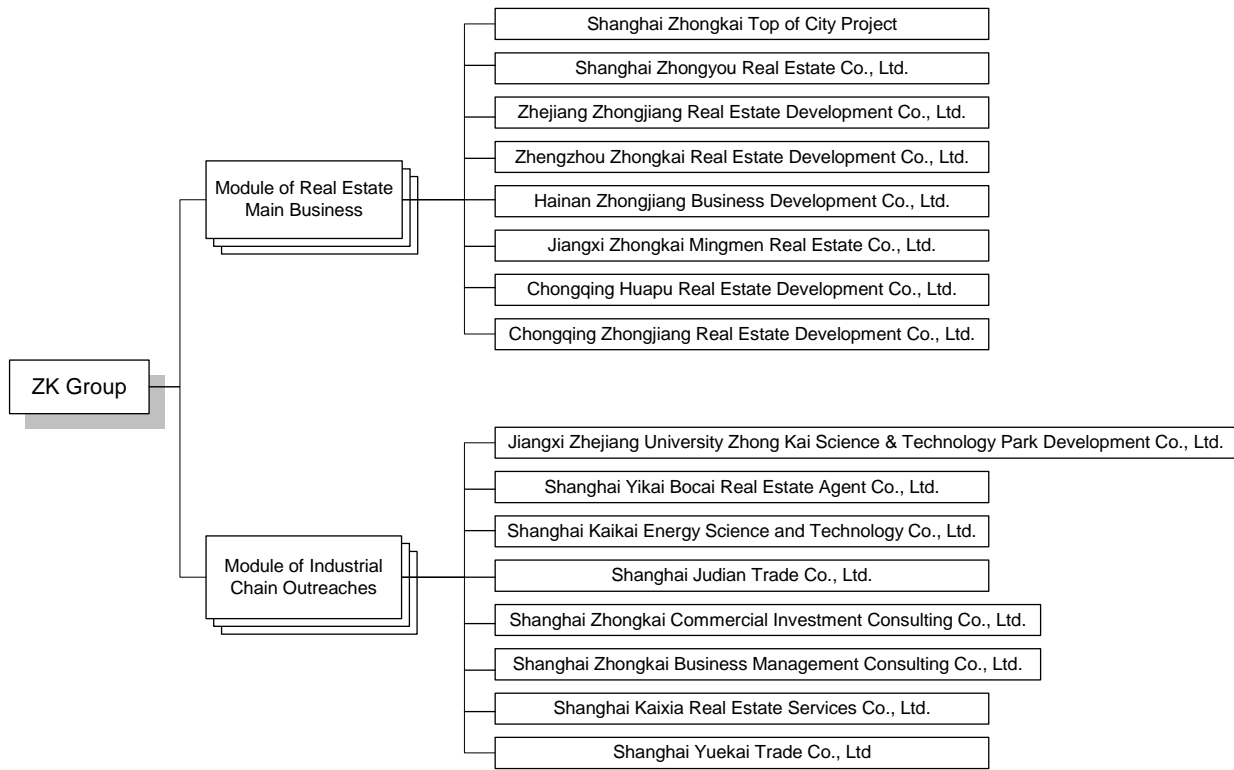 ZK Group
Module of Real Estate
Main Business
Shanghai Zhongkai Top of City Project
Shanghai Zhongyou Real Estate Co., Ltd.
Zhejiang Zhongjiang Real Estate Development Co., Ltd.
Zhengzhou Zhongkai Real Estate Development Co., Ltd.
Hainan Zhongjiang Business Development Co., Ltd.
Jiangxi Zhongkai Mingmen Real Estate Co., Ltd.
Chongqing Huapu Real Estate Development Co., Ltd.
Chongqing Zhongjiang Real Estate Development Co., Ltd.
Module of Industrial
Chain Outreaches
Jiangxi Zhejiang University Zhong Kai Science & Technology Park Development Co., Ltd.
Shanghai Yikai Bocai Real Estate Agent Co., Ltd.
Shanghai Kaikai Energy Science and Technology Co., Ltd.
Shanghai Judian Trade Co., Ltd.
Shanghai Zhongkai Commercial Investment Consulting Co., Ltd.
Shanghai Zhongkai Business Management Consulting Co., Ltd.
Shanghai Kaixia Real Estate Services Co., Ltd.
Shanghai Yuekai Trade Co., Ltd